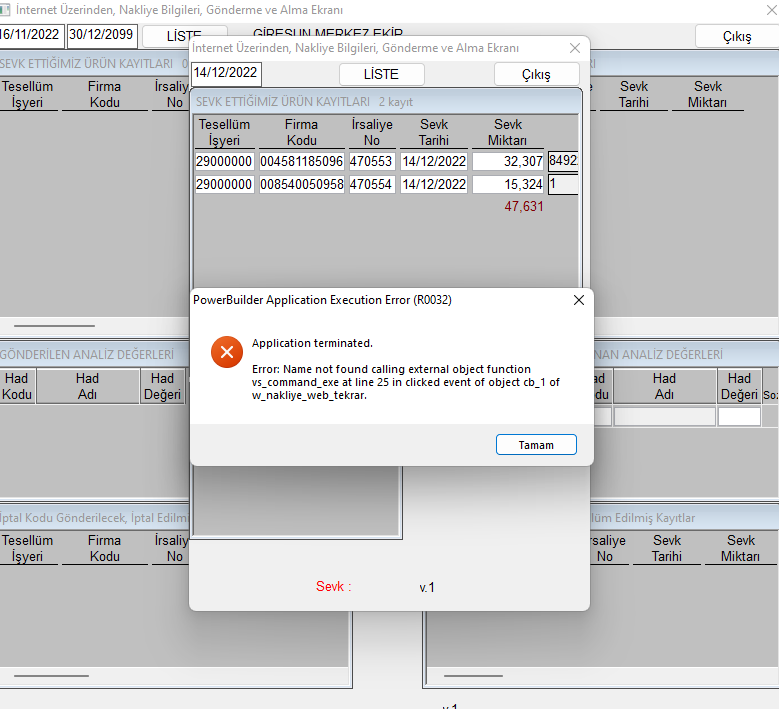 İnternet Üzerinden, Nakliye Bilgileri, Gönderme ve Alma Ekranı
16/11/2022 30/12/2099 LİSTE GİRESUN MERKEZ EKİP Çıkış
SEVK ETTİĞİMİZ ÜRÜN KAYITLARI 0
Tesellüm Firma İrsaliy
İşyeri Kodu No
Sevk Sevk
Tarihi Miktarı
İnternet Üzerinden, Nakliye Bilgileri, Gönderme ve Alma Ekranı
14/12/2022 LİSTE Çıkış
SEVK ETTİĞİMİZ ÜRÜN KAYITLARI 2 kayıt
Tesellüm Firma İrsaliye Sevk Sevk
İşyeri Kodu No Tarihi Miktarı
29000000 004581185096 470553 14/12/2022 32,307 8492
29000000 008540050958 470554 14/12/2022 15,324 1
47,631
PowerBuilder Application Execution Error (R0032)
Application terminated.
Error: Name not found calling external object function
vs_command_exe at line 25 in clicked event of object cb_1 of
w_nakliye_web_tekrar.
Tamam
GÖNDERİLEN ANALİZ DEĞERLERİ
Had Had Had
Kodu Adı Değeri
NAN ANALİZ DEĞERLERİ
ad Had Had
du Adı Değeri Soz
İptal Kodu Gönderilecek, İptal Edilmi
Tesellüm Firma İrsaliy
İşyeri Kodu No
lüm Edilmiş Kayıtlar
rsaliye Sevk Sevk
No Tarihi Miktarı
Sevk : v.1
v.1